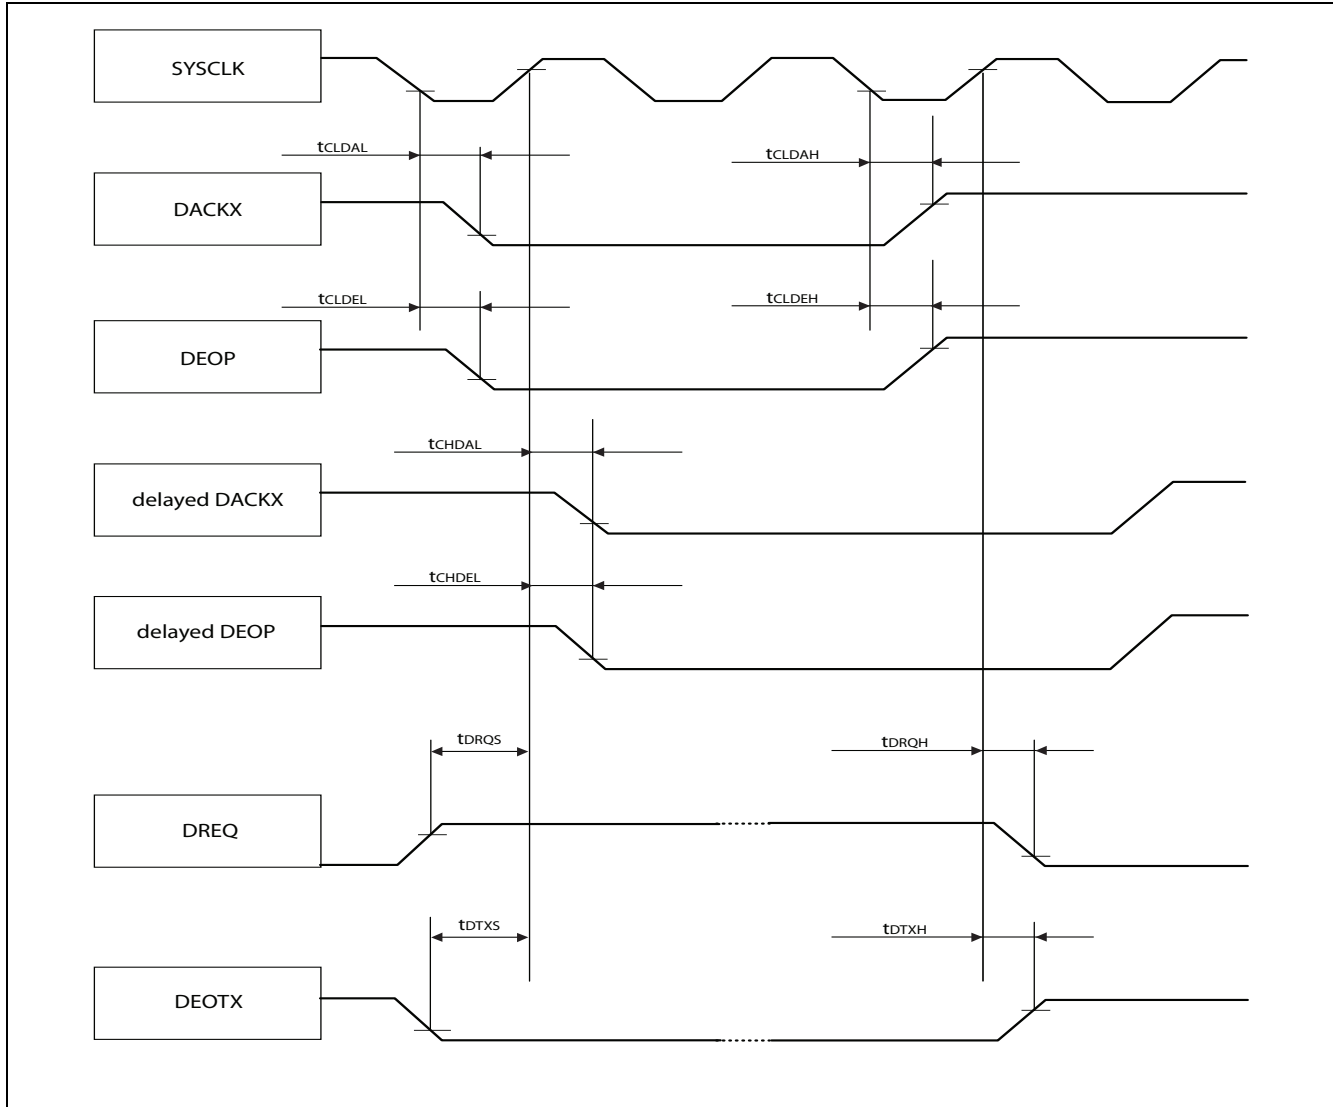 SYSCLK
tCLDAL
tCLDAH
DACKX
tCLDEL
tCLDEH
DEOP
tCHDAL
delayed DACKX
tCHDEL
delayed DEOP
tDRQS
tDRQH
DREQ
tDTXS
tDTXH
DEOTX